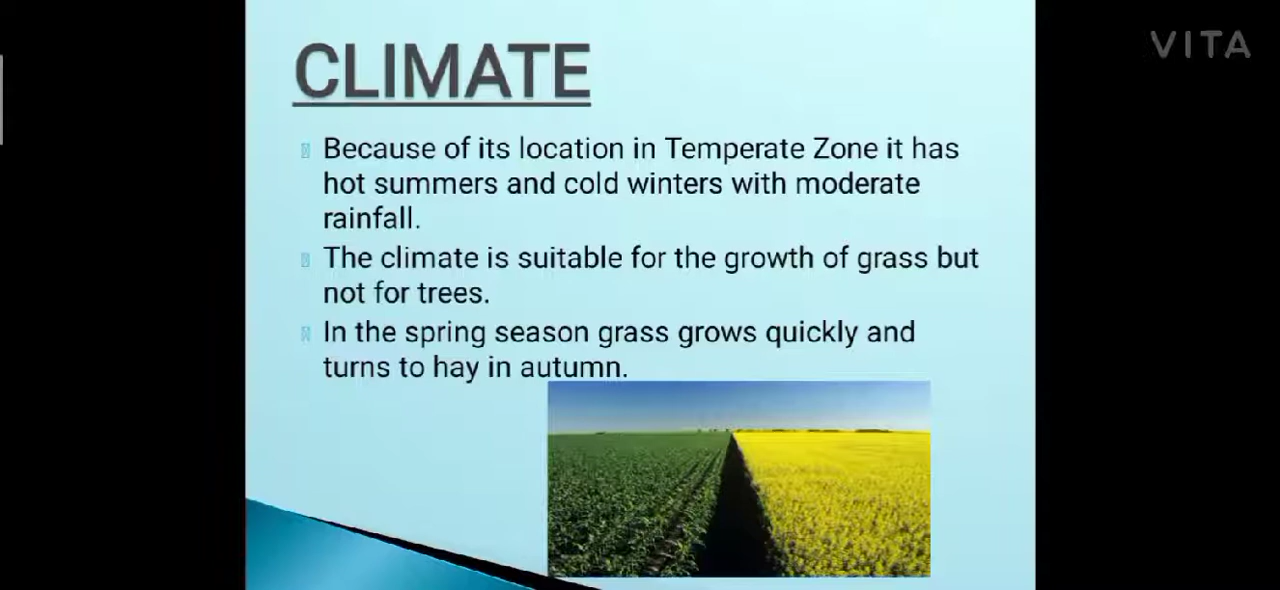 VITA
CLIMATE
Because of its location in Temperate Zone it has
hot summers and cold winters with moderate
rainfall.
The climate is suitable for the growth of grass but
not for trees.
In the spring season grass grows quickly and
turns to hay in autumn.